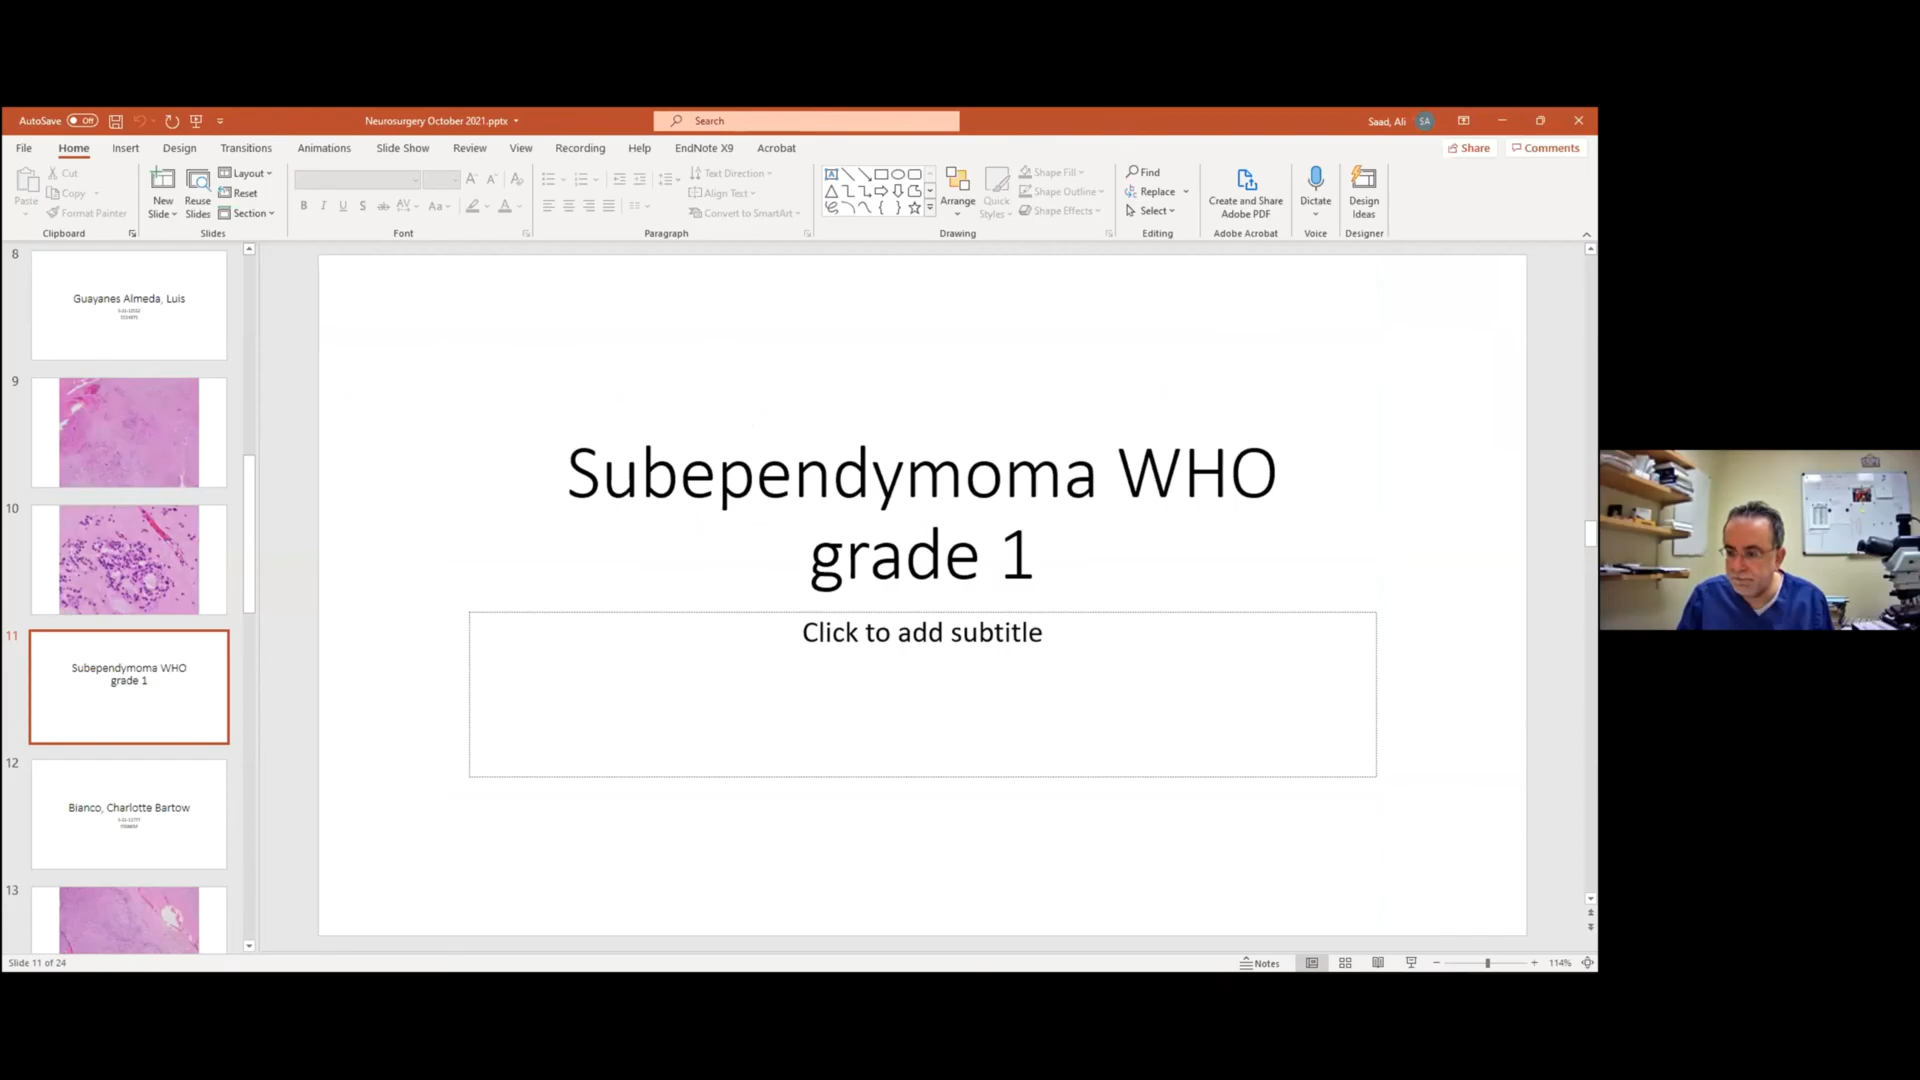 AutoSave Off
Neurosurgery October 2021.pptx
Search
Saad, Ali SA
File Home Insert Design Transitions Animations Slide Show Review View Recording Help EndNote X9 Acrobat
Share Comments
Paste
Cut
Copy
Format Painter
Clipboard
New Slide
Reuse Slides
Layout
Reset
Section
Slides
B I U S ab AV Aa A
Font
Text Direction
Align Text
Convert to SmartArt
Paragraph
Arrange
Quick Styles
Shape Fill
Shape Outline
Shape Effects
Drawing
Find
Replace
Select
Editing
Create and Share Adobe PDF
Adobe Acrobat
Dictate
Voice
Design Ideas
Designer
8
Guayanes Almeda, Luis
9
10
11
Subependymoma WHO
grade 1
12
Bianco, Charlotte Bartow
13
Subependymoma WHO
grade 1
Click to add subtitle
Slide 11 of 24
Notes
114%